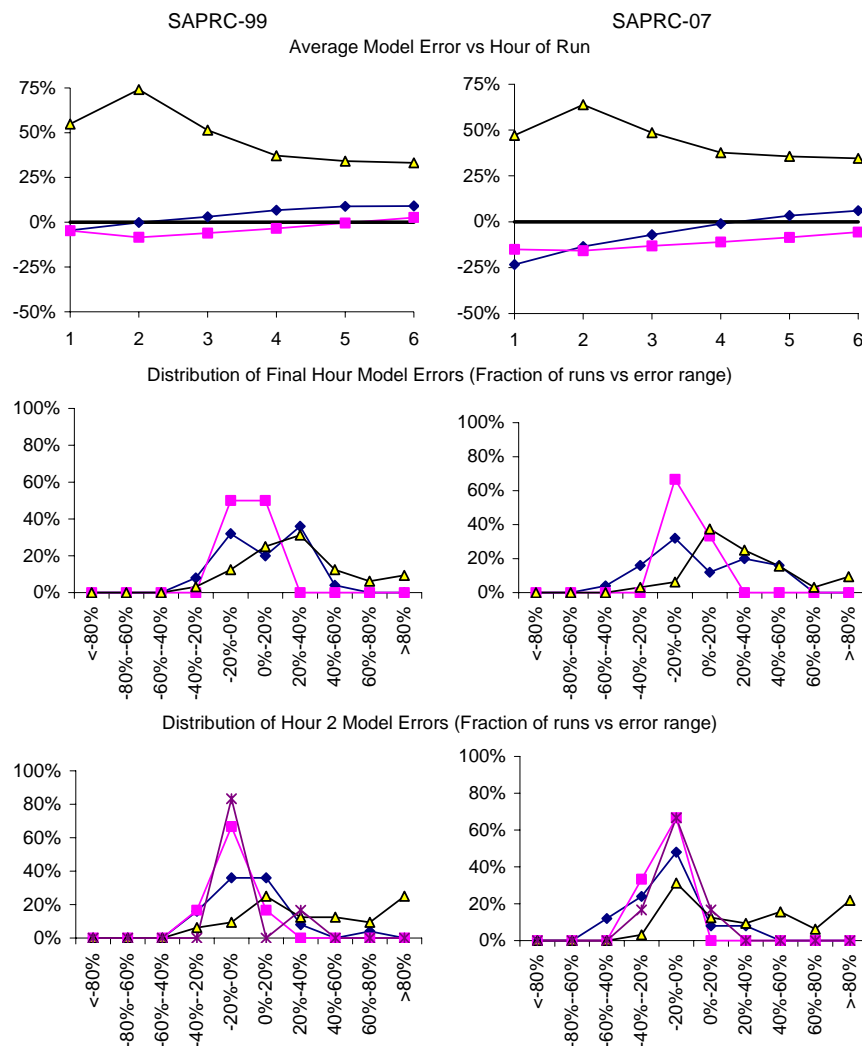 SAPRC-99 SAPRC-07
Average Model Error vs Hour of Run
75% 75%
50% 50%
25% 25%
0% 0%
-25% -25%
-50% -50%
1 2 3 4 5 6 1 2 3 4 5 6
Distribution of Final Hour Model Errors (Fraction of runs vs error range)
100% 100%
80% 80%
60% 60%
40% 40%
20% 20%
0% 0%
<-80% -80%--60% -60%--40% -40%--20% -20%-0% 0%-20% 20%-40% 40%-60% 60%-80% >80% <-80% -80%--60% -60%--40% -40%--20% -20%-0% 0%-20% 20%-40% 40%-60% 60%-80% >80%
Distribution of Hour 2 Model Errors (Fraction of runs vs error range)
100% 100%
80% 80%
60% 60%
40% 40%
20% 20%
0% 0%
<-80% -80%--60% -60%--40% -40%--20% -20%-0% 0%-20% 20%-40% 40%-60% 60%-80% >80% <-80% -80%--60% -60%--40% -40%--20% -20%-0% 0%-20% 20%-40% 40%-60% 60%-80% >80%